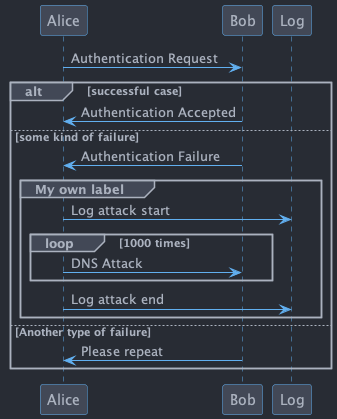 Alice Bob Log
Authentication Request
alt [successful case]
Authentication Accepted
[some kind of failure]
Authentication Failure
My own label
Log attack start
loop [1000 times]
DNS Attack
Log attack end
[Another type of failure]
Please repeat
Alice Bob Log